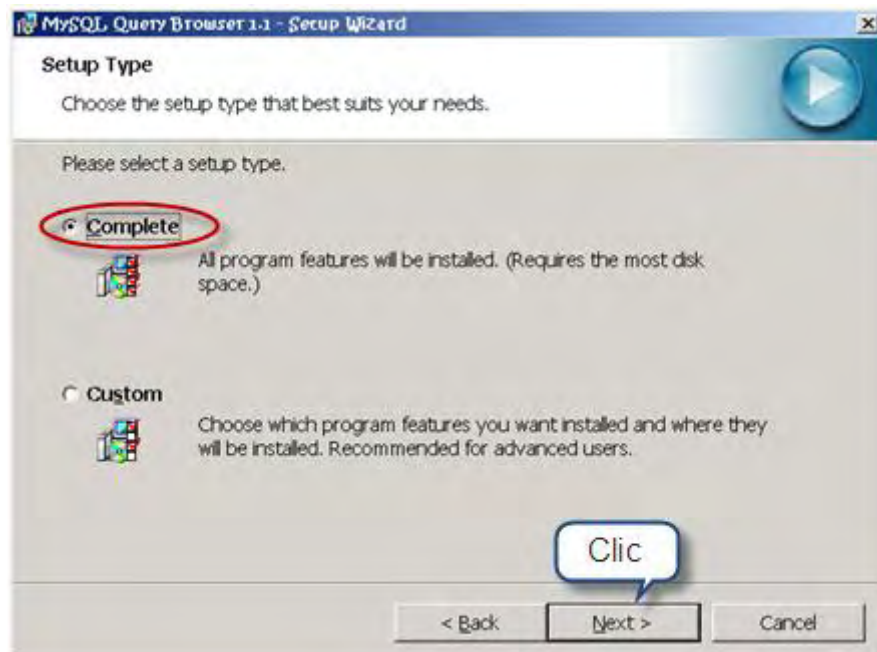 MySQL Query Browser 1.1 - Secup Wizard
Setup Type
Choose the setup type that best suits your needs.
Please select a setup type.
Complete
All program features will be installed. (Requires the most disk
space.)
Custom
Choose which program features you want installed and where they
will be installed. Recommended for advanced users.
Clic
< Back
Next >
Cancel